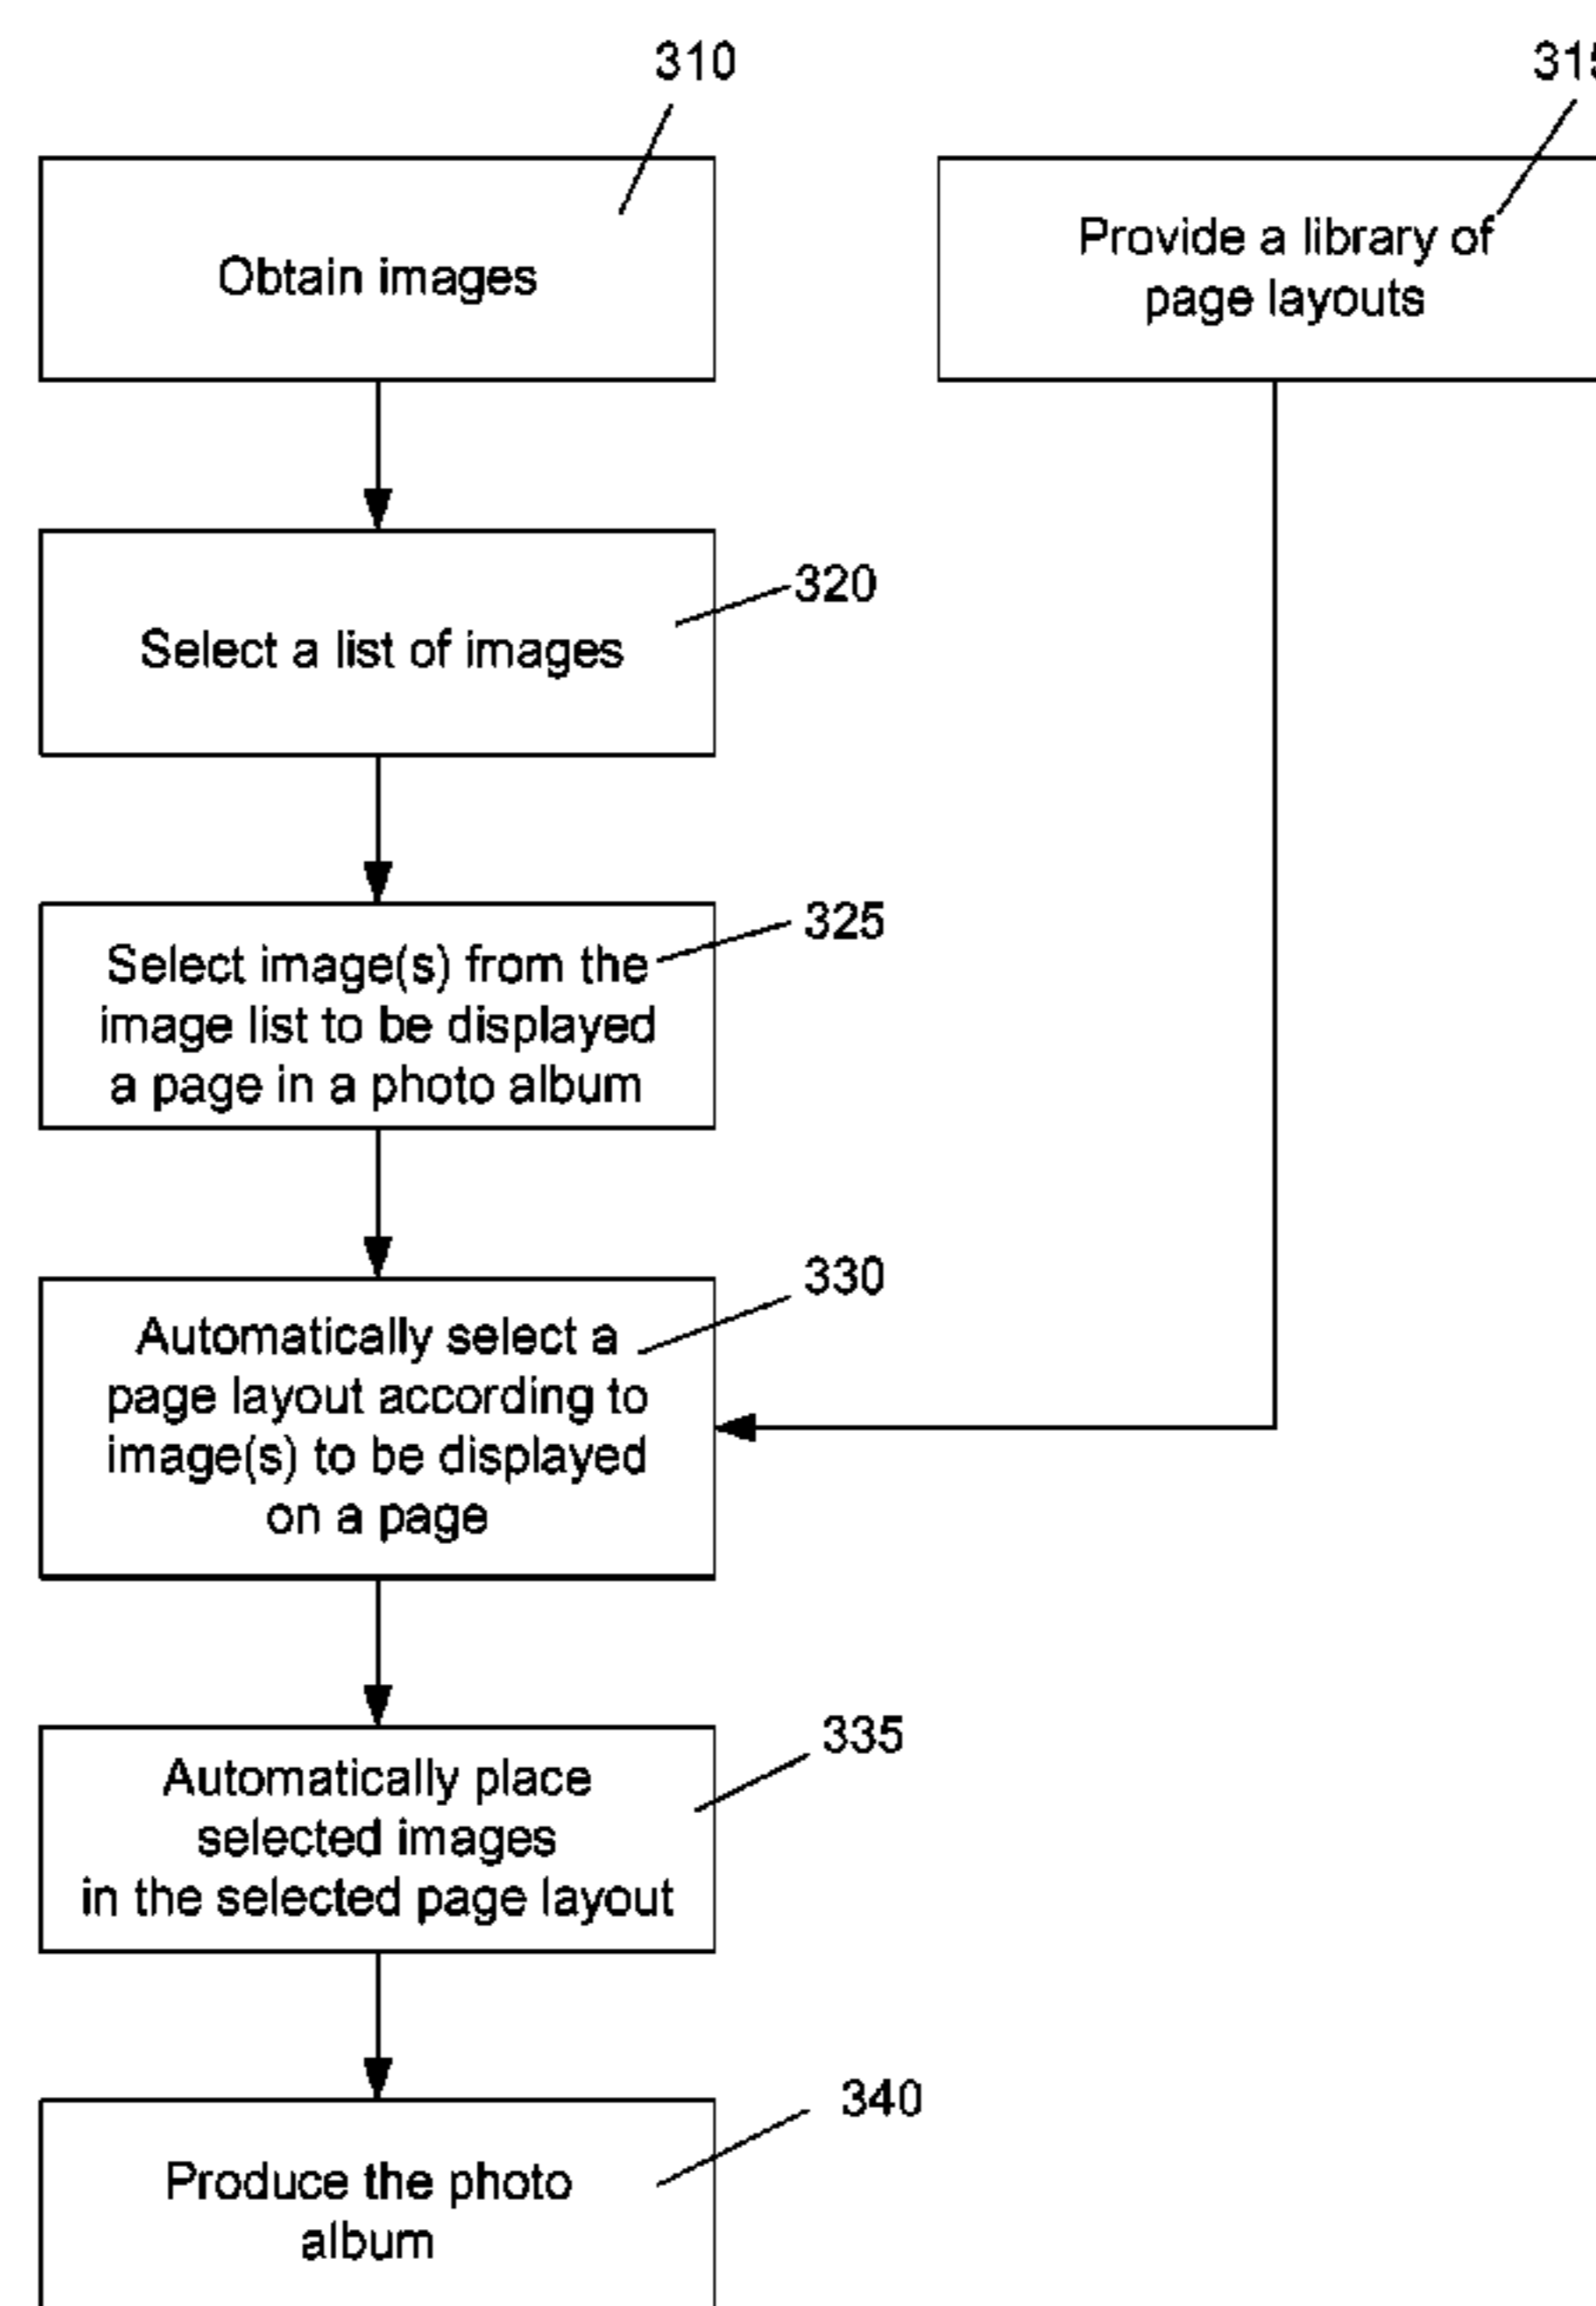 310
315
Obtain images
Provide a library of
page layouts
320
Select a list of images
325
Select image(s) from the
image list to be displayed
a page in a photo album
330
Automatically select a
page layout according to
image(s) to be displayed
on a page
335
Automatically place
selected images
in the selected page layout
340
Produce the photo
album